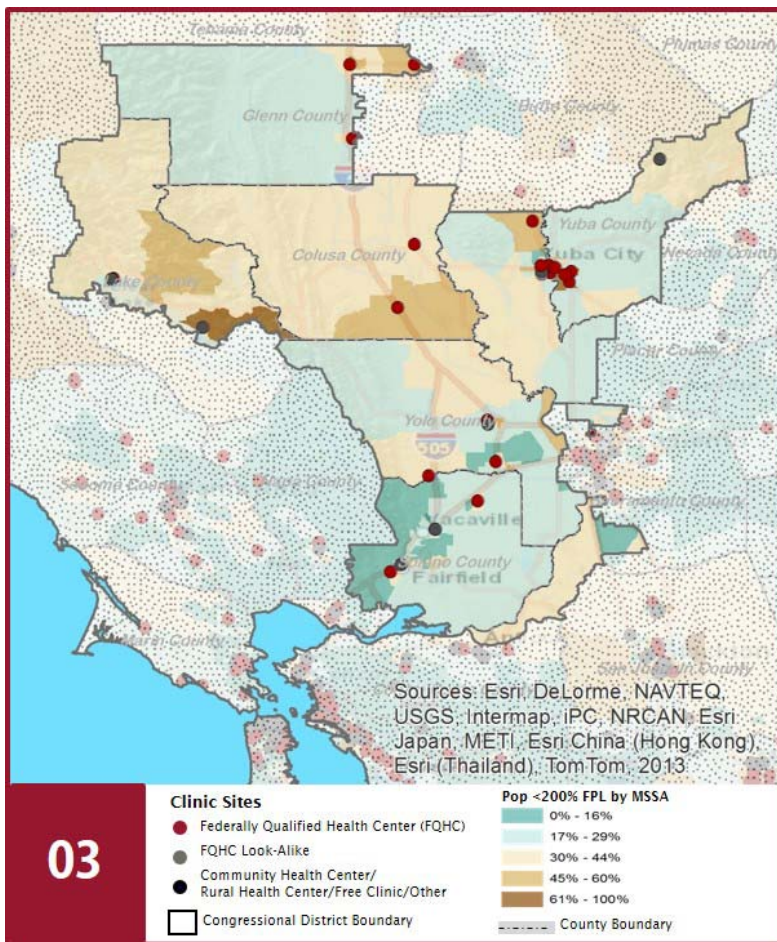 Tehama County
Plumas County
Glenn County
Butte County
5
Yuba County
Colusa County
Yuba City
Nevada County
Lake County
Placer County
Yolo County
505
Sonoma County
Napa County
Sacramento County
Vacaville
Solano County
Fairfield
Marin County
San Joaquin County
Sources: Esri, DeLorme, NAVTEQ,
USGS, Intermap, iPC, NRCAN, Esri
Japan, METI, Esri China (Hong Kong),
Esri (Thailand), TomTom, 2013
03
Clinic Sites
Federally Qualified Health Center (FQHC)
FQHC Look-Alike
Community Health Center/
Rural Health Center/Free Clinic/Other
Congressional District Boundary
Pop <200% FPL by MSSA
0% - 16%
17% - 29%
30% - 44%
45% - 60%
61% - 100%
County Boundary